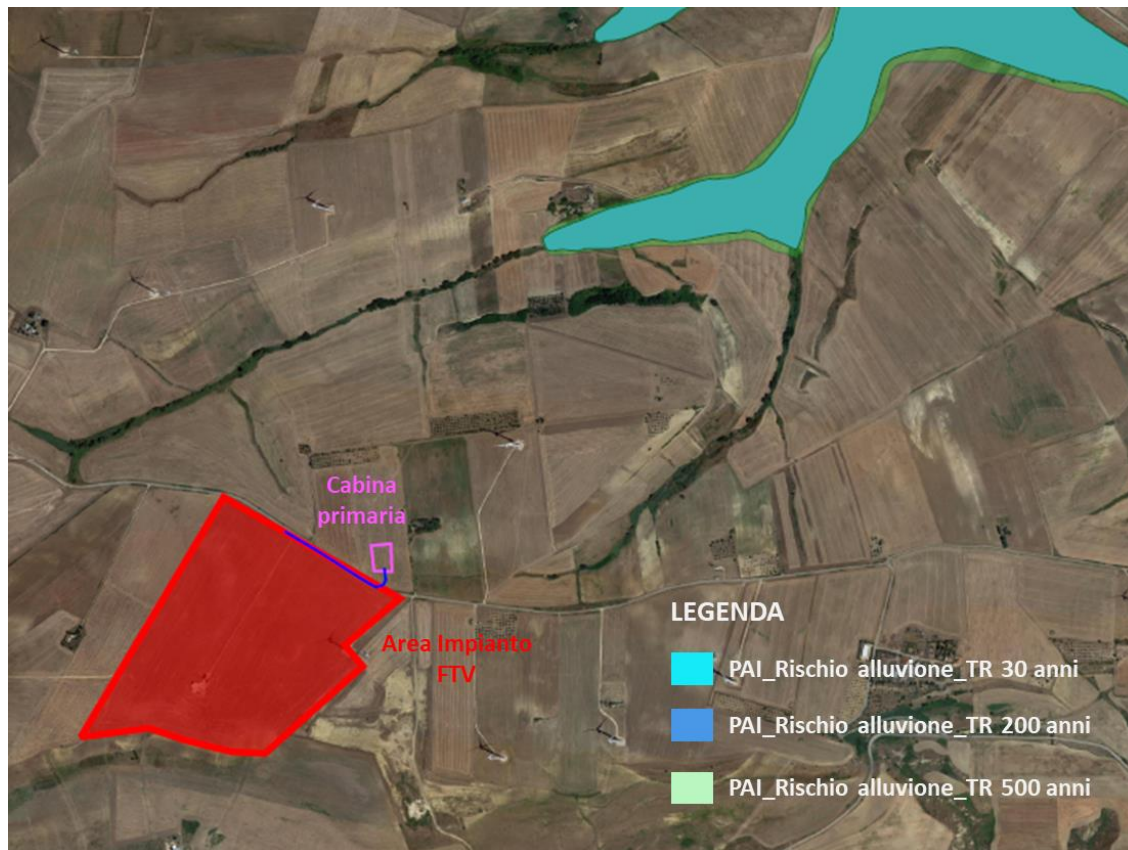 Cabina
primaria
Area Impianto
FTV
LEGENDA
PAI_Rischio alluvione_TR 30 anni
PAI_Rischio alluvione_TR 200 anni
PAI_Rischio alluvione_TR 500 anni